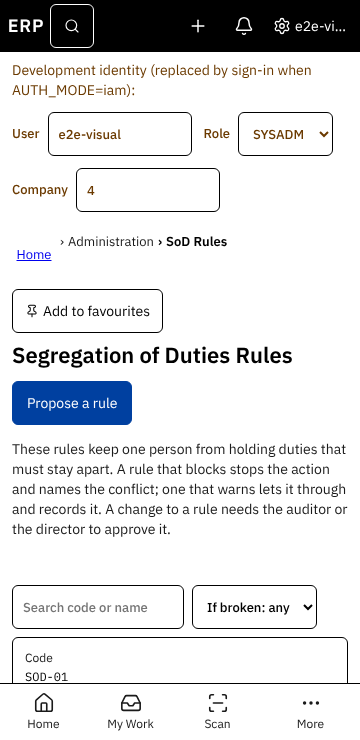 ERP
e2e-vi...
Development identity (replaced by sign-in when
AUTH_MODE=iam):
User
e2e-visual
Role
SYSADM
Company
4
Home › Administration › SoD Rules
Add to favourites
Segregation of Duties Rules
Propose a rule
These rules keep one person from holding duties that
must stay apart. A rule that blocks stops the action
and names the conflict; one that warns lets it through
and records it. A change to a rule needs the auditor or
the director to approve it.
Search code or name
If broken: any
Code
SOD-01
Home
My Work
Scan
More